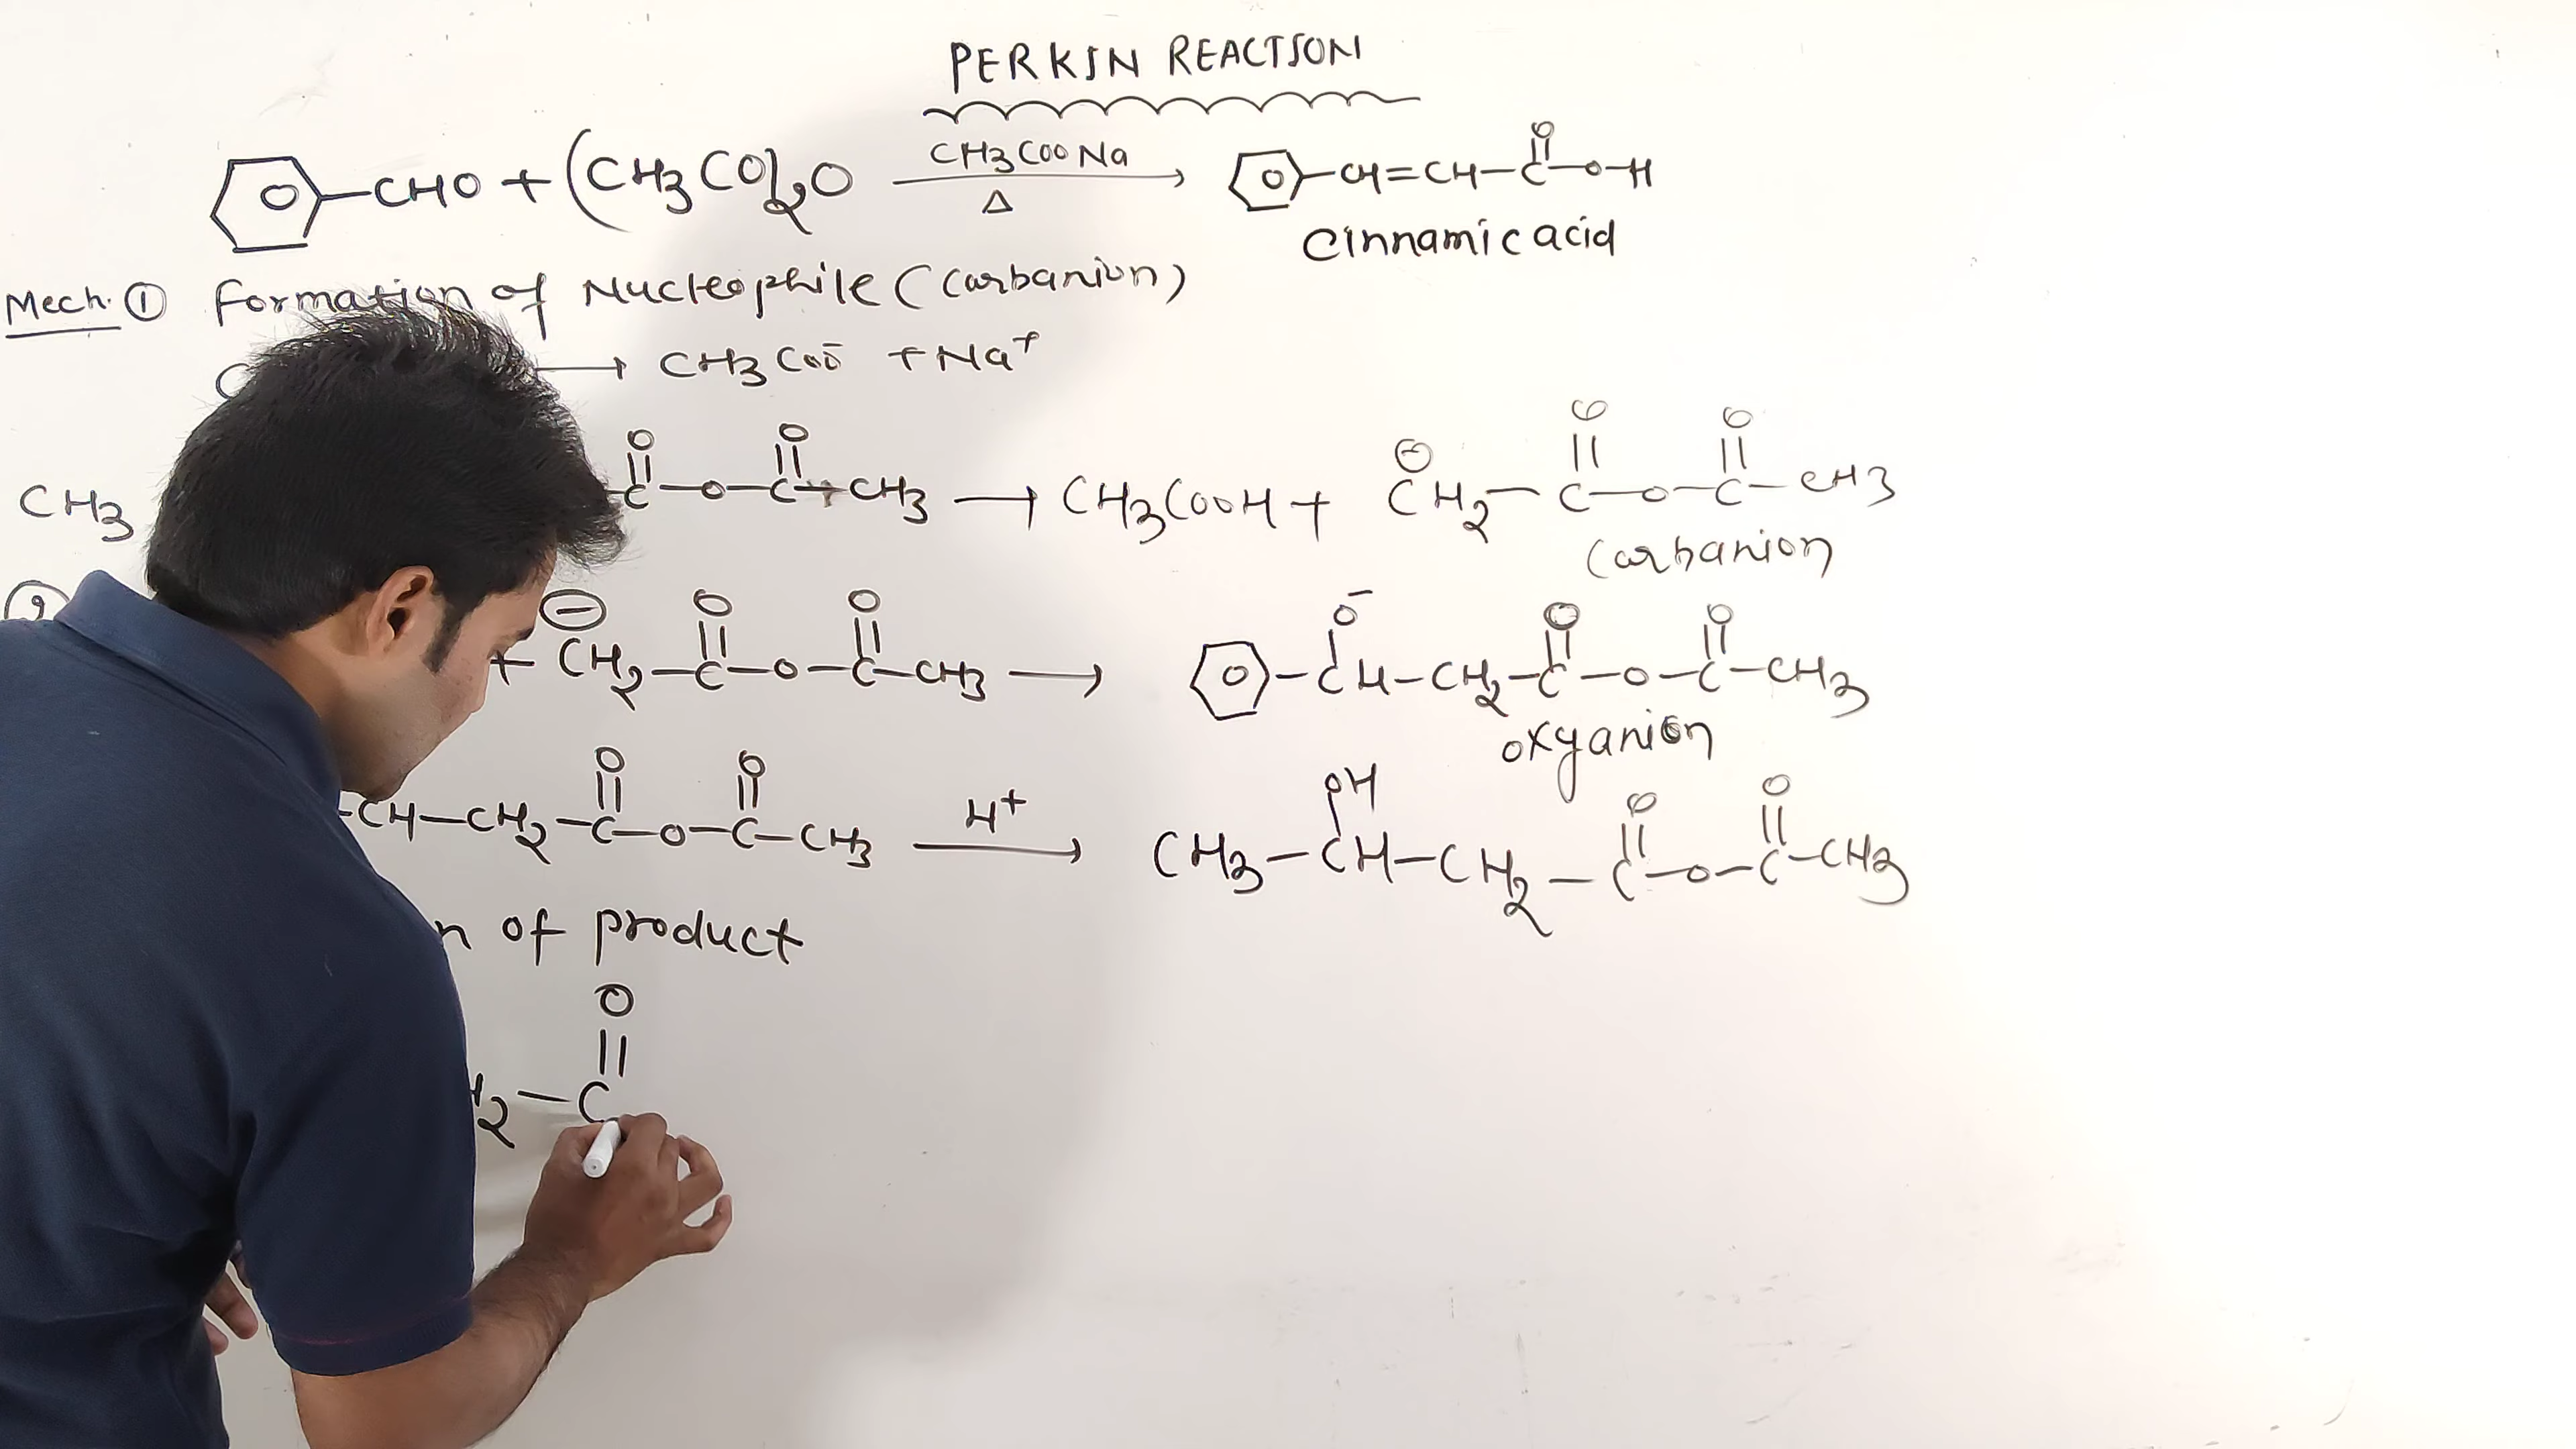 PERKIN REACTION
CHO + (CH3CO)2O CH3COONa Δ CH=CH-C-O-H
O
Cinnamic acid
Mech. ① Formation of Nucleophile (Carbanion)
→ CH3COO⁻ + Na⁺
O O O O
CH3 C-O-C-CH3 → CH3COOH + ⊖CH2-C-O-C-CH3
Carbanion
⊖ O O O⁻ O O
+ CH2-C-O-C-CH3 → CH-CH2-C-O-C-CH3
oxyanion
O O OH O O
-CH-CH2-C-O-C-CH3 H⁺ → CH3-CH-CH2-C-O-C-CH3
of product
O
2-C